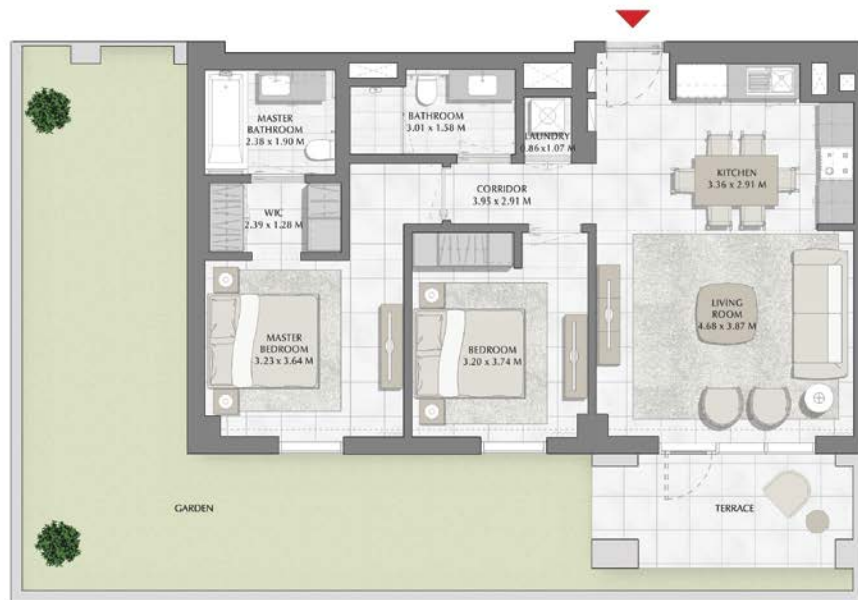 MASTER
BATHROOM
2.38 x 1.90 M
BATHROOM
3.01 x 1.58 M
LAUNDRY
0.86 x 1.07 M
KITCHEN
3.36 x 2.91 M
CORRIDOR
3.95 x 2.91 M
WIC
2.39 x 1.28 M
LIVING
ROOM
4.68 x 3.87 M
MASTER
BEDROOM
3.23 x 3.64 M
BEDROOM
3.20 x 3.74 M
GARDEN
TERRACE